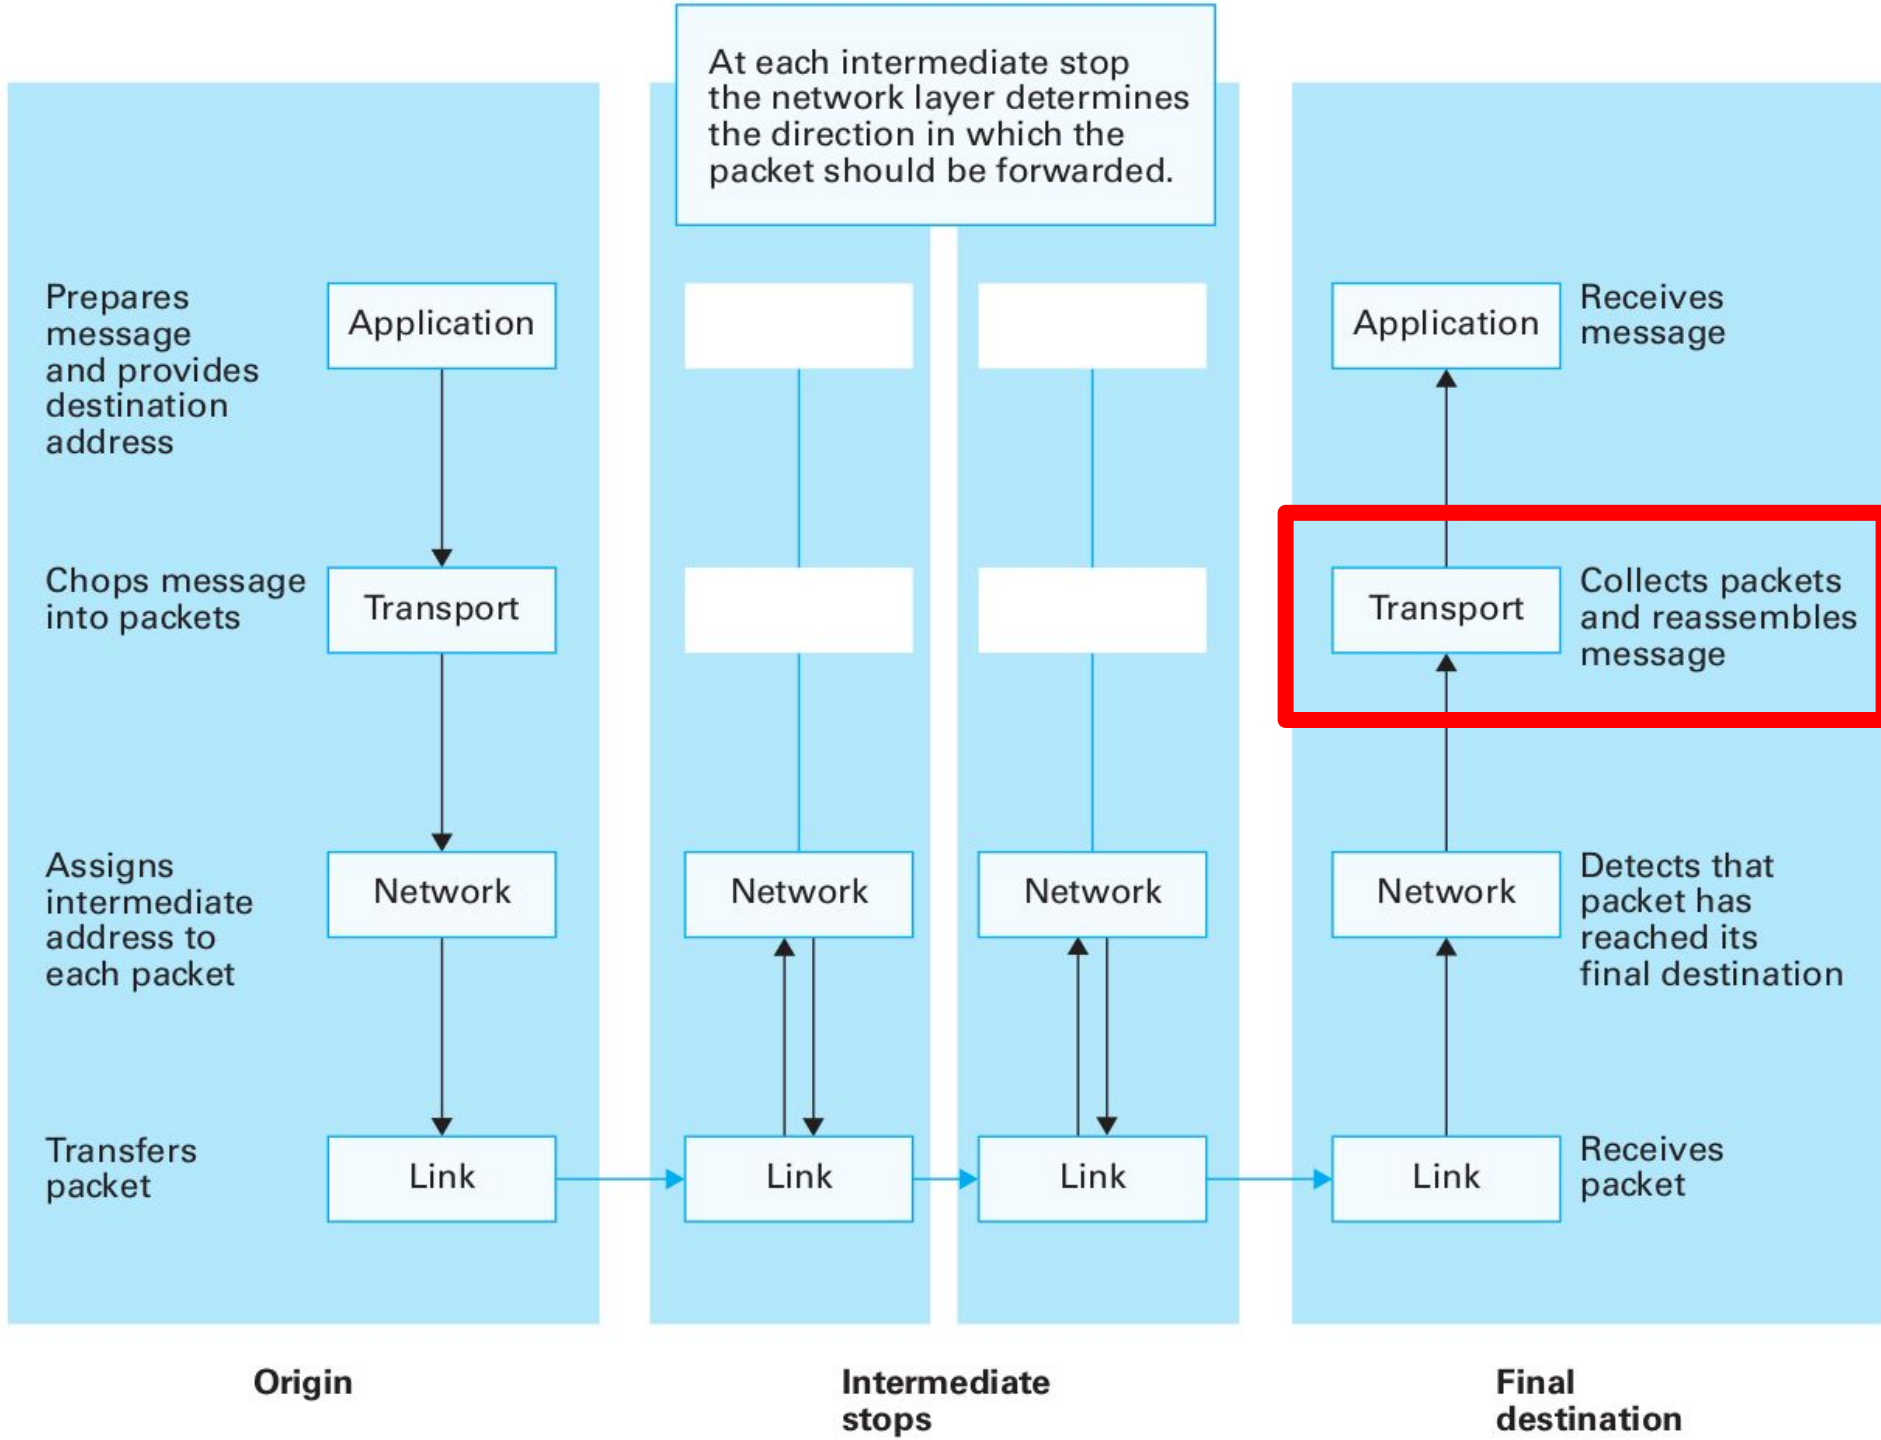 At each intermediate stop
the network layer determines
the direction in which the
packet should be forwarded.
Prepares
message
and provides
destination
address
Application
Application
Receives
message
Chops message
into packets
Transport
Transport
Collects packets
and reassembles
message
Assigns
intermediate
address to
each packet
Network
Network
Network
Network
Detects that
packet has
reached its
final destination
Transfers
packet
Link
Link
Link
Link
Receives
packet
Origin
Intermediate
stops
Final
destination